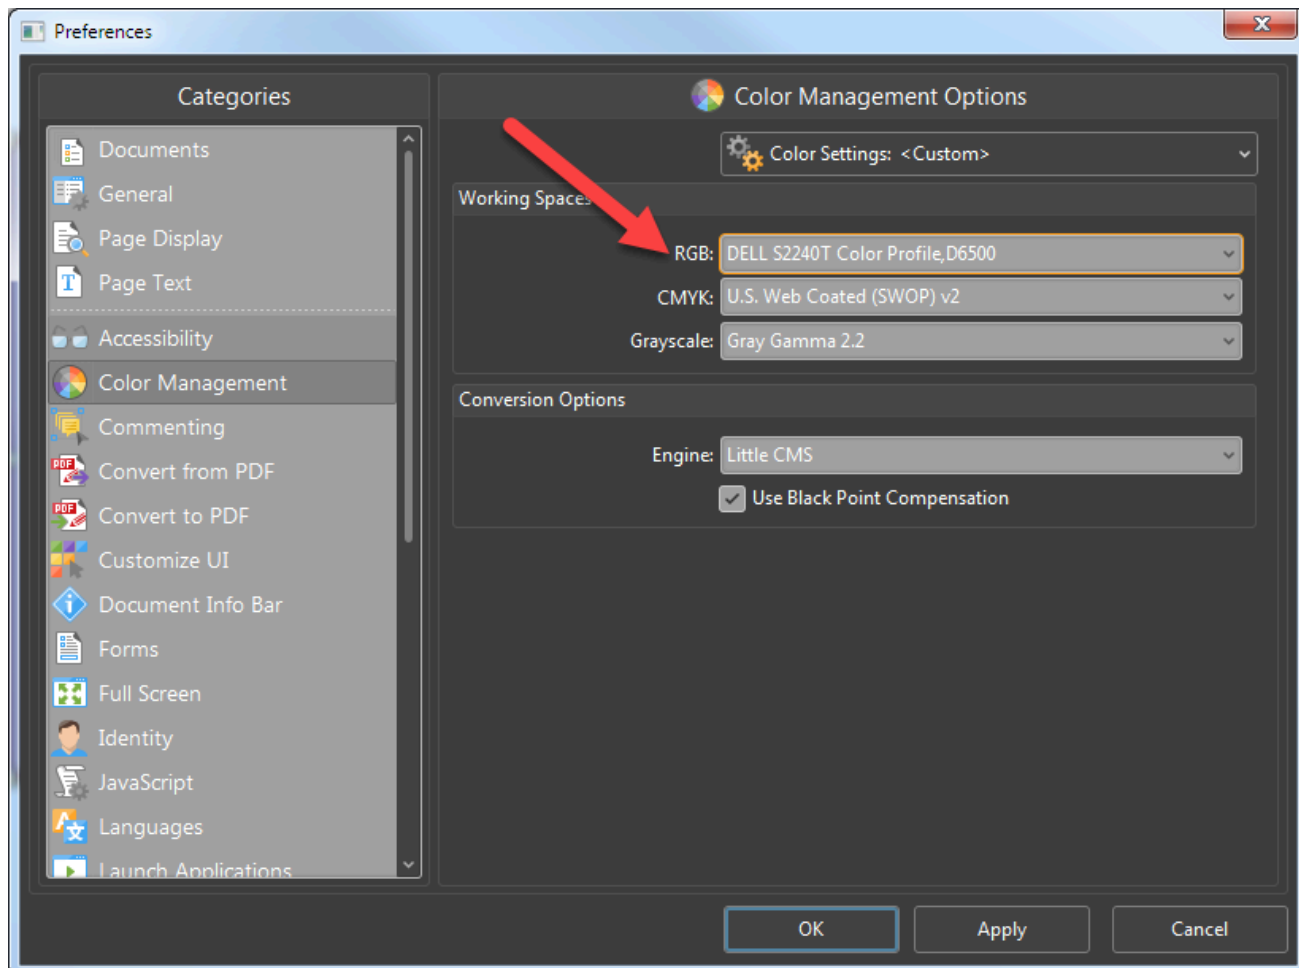 Preferences
Categories
Documents
General
Page Display
Page Text
Accessibility
Color Management
Commenting
PDF
Convert from PDF
PDF
Convert to PDF
Customize UI
Document Info Bar
Forms
Full Screen
Identity
JavaScript
Languages
Launch Applications
Color Management Options
Color Settings: <Custom>
Working Spaces
RGB: DELL S2240T Color Profile,D6500
CMYK: U.S. Web Coated (SWOP) v2
Grayscale: Gray Gamma 2.2
Conversion Options
Engine: Little CMS
Use Black Point Compensation
OK
Apply
Cancel